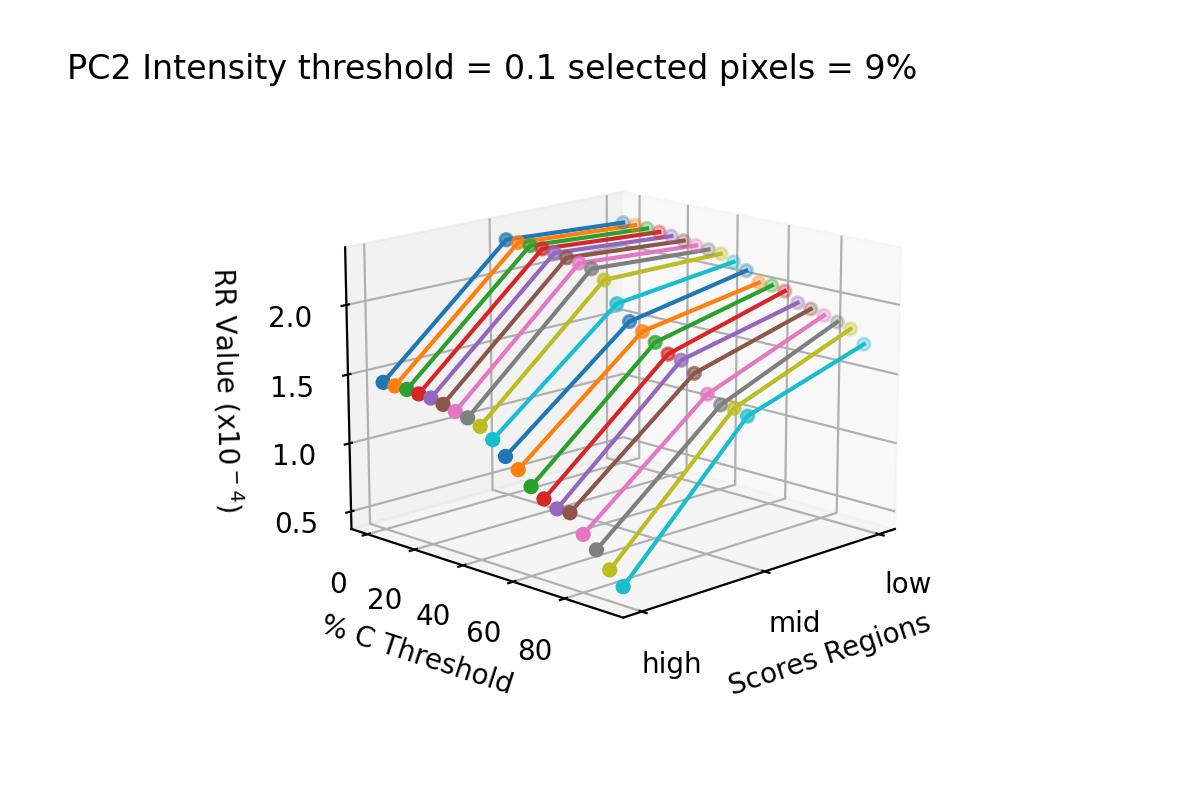 PC2 Intensity threshold = 0.1 selected pixels = 9%
RR Value (x10⁻⁴)
2.0
1.5
1.0
0.5
0
20
40
60
80
% C Threshold
high
mid
low
Scores Regions